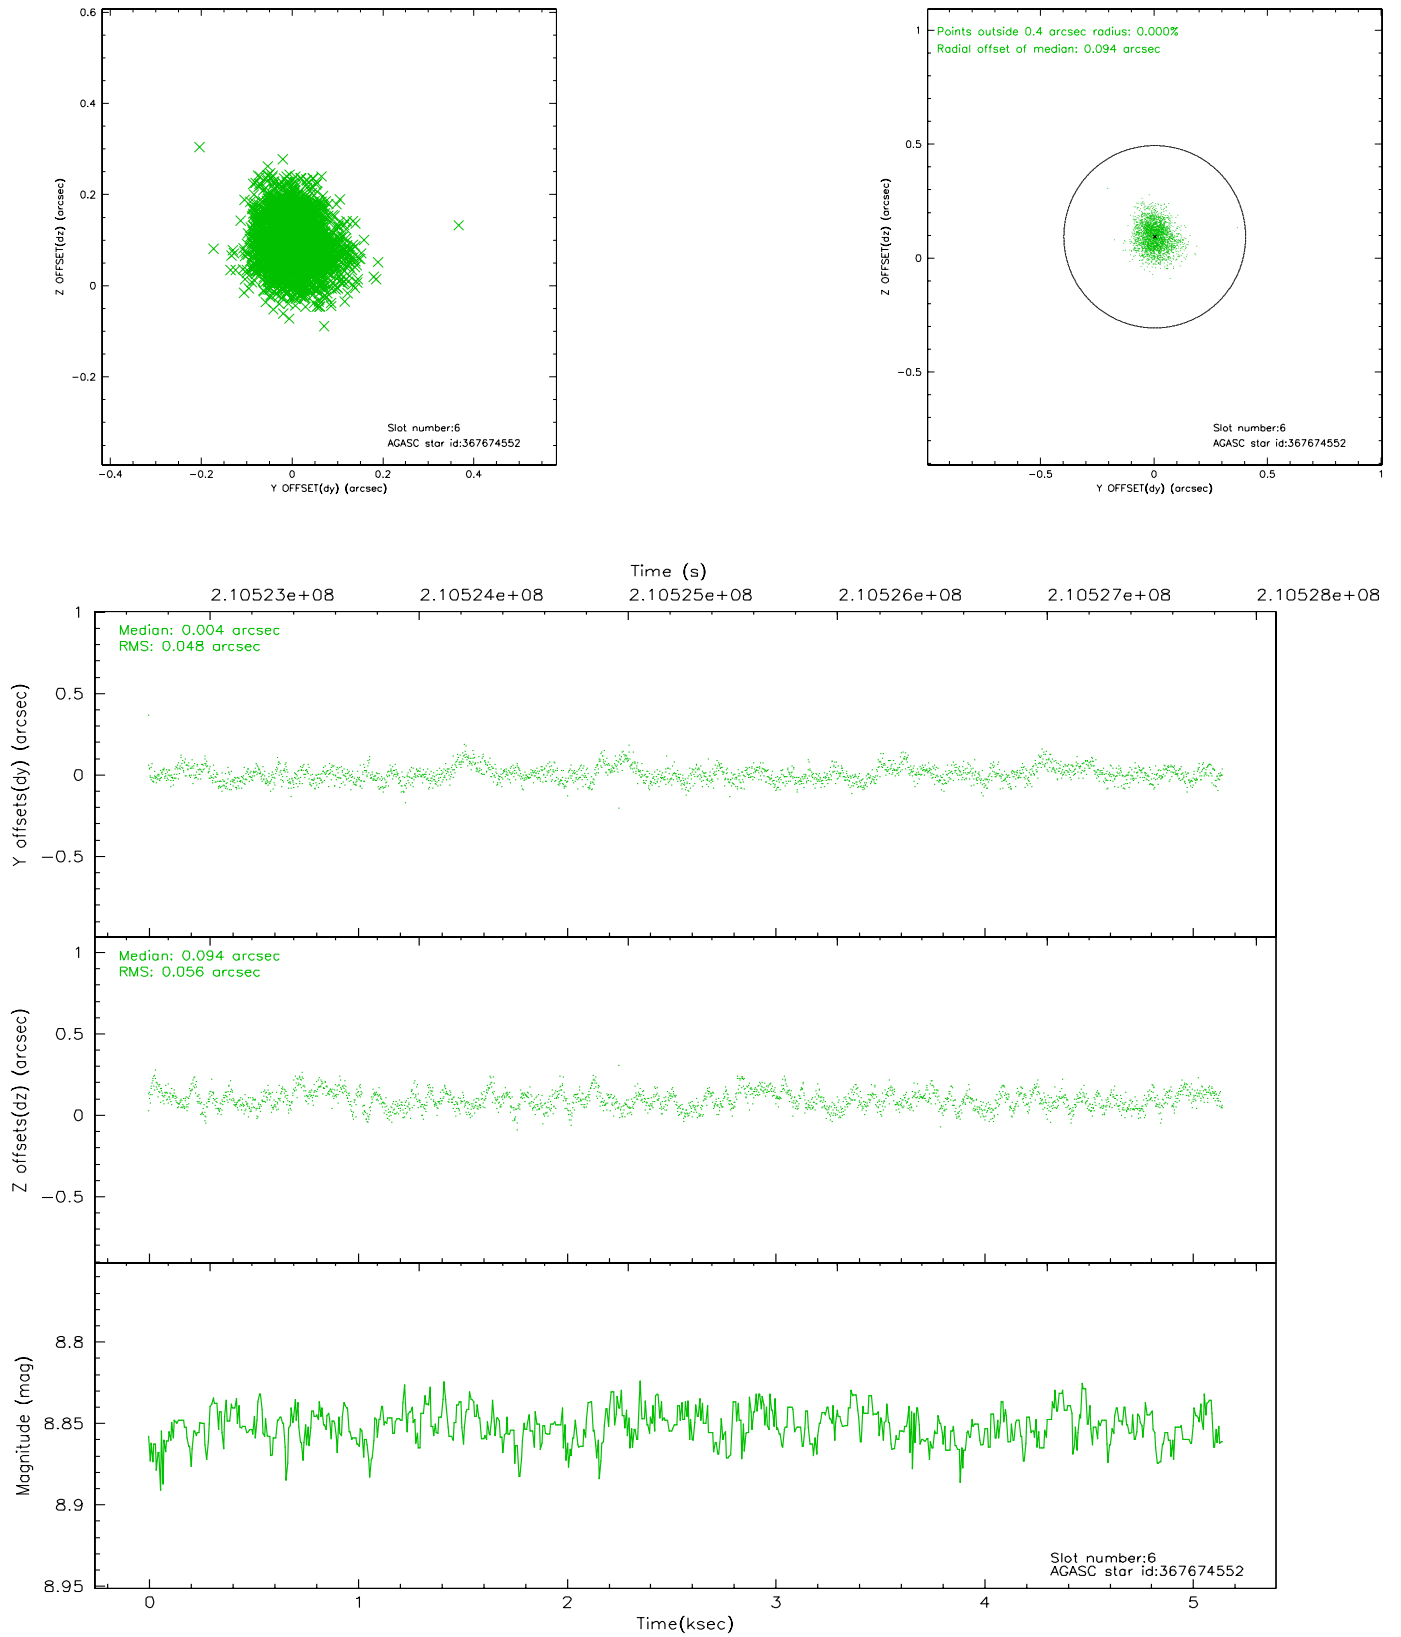 0.6
0.4
0.2
0
−0.2
−0.4
−0.2
0
0.2
0.4
Z OFFSET(dz) (arcsec)
Y OFFSET(dy) (arcsec)
Slot number:6
AGASC star id:367674552
Points outside 0.4 arcsec radius: 0.000%
Radial offset of median: 0.094 arcsec
1
0.5
0
−0.5
−0.5
0
0.5
1
Z OFFSET(dz) (arcsec)
Y OFFSET(dy) (arcsec)
Slot number:6
AGASC star id:367674552
Time (s)
2.10523e+08 2.10524e+08 2.10525e+08 2.10526e+08 2.10527e+08 2.10528e+08
Median: 0.004 arcsec
RMS: 0.048 arcsec
1
0.5
0
−0.5
Y offsets(dy) (arcsec)
Median: 0.094 arcsec
RMS: 0.056 arcsec
1
0.5
0
−0.5
Z offsets(dz) (arcsec)
8.8
8.85
8.9
8.95
Magnitude (mag)
Slot number:6
AGASC star id:367674552
0 1 2 3 4 5
Time(ksec)